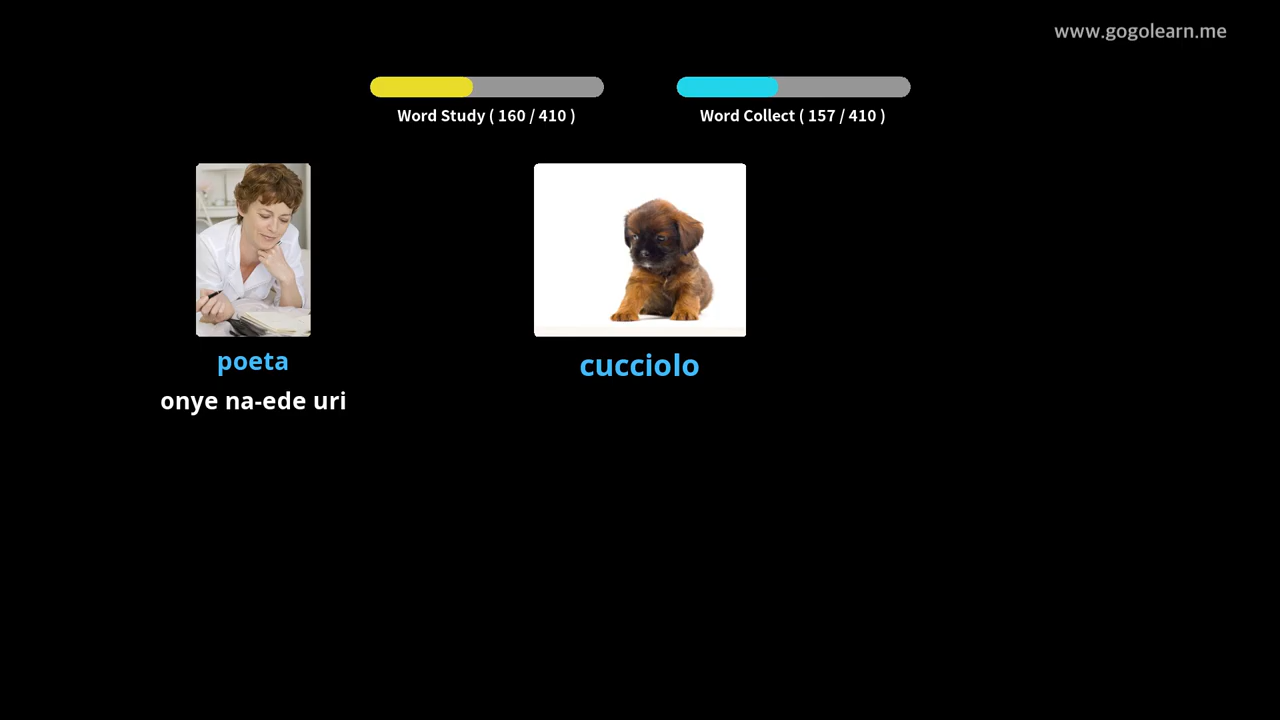 www.gogolearn.me
Word Study ( 160 / 410 )
Word Collect ( 157 / 410 )
poeta
onye na-ede uri
cucciolo